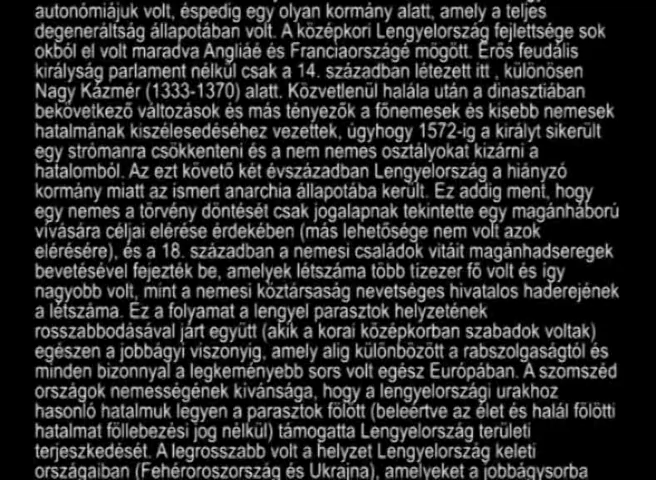 autonómiájuk volt, éspedig egy olyan kormány alatt, amely a teljes
degeneráltság állapotában volt. A középkori Lengyelország fejlettsége sok
okból el volt maradva Angliáé és Franciaországé mögött. Erős feudális
királyság parlament nélkül csak a 14. században létezett itt , különösen
Nagy Kázmér (1333-1370) alatt. Közvetlenül halála után a dinasztiában
bekövetkező változások és más tényezők a főnemesek és kisebb nemesek
hatalmának kiszélesedéséhez vezettek, úgyhogy 1572-ig a királyt sikerült
egy strómanra csökkenteni és a nem nemes osztályokat kizárni a
hatalomból. Az ezt követő két évszázadban Lengyelország a hiányzó
kormány miatt az ismert anarchia állapotába került. Ez addig ment, hogy
egy nemes a törvény döntését csak jogalapnak tekintette egy magánháború
vívására céljai elérése érdekében (más lehetősége nem volt azok
elérésére), és a 18. században a nemesi családok vitáit magánhadseregek
bevetésével fejezték be, amelyek létszáma több tízezer fő volt és így
nagyobb volt, mint a nemesi köztársaság nevetséges hivatalos haderejének
a létszáma. Ez a folyamat a lengyel parasztok helyzetének
rosszabbodásával járt együtt (akik a korai középkorban szabadok voltak)
egészen a jobbágyi viszonyig, amely alig különbözött a rabszolgaságtól és
minden bizonnyal a legkeményebb sors volt egész Európában. A szomszéd
országok nemességének kívánsága, hogy a lengyelországi urakhoz
hasonló hatalmuk legyen a parasztok fölött (beleértve az élet és halál fölötti
hatalmat föllebezési jog nélkül) támogatta Lengyelország területi
terjeszkedését. A legrosszabb volt a helyzet Lengyelország keleti
országaiban (Fehéroroszország és Ukrajna), amelyeket a jobbágysorba